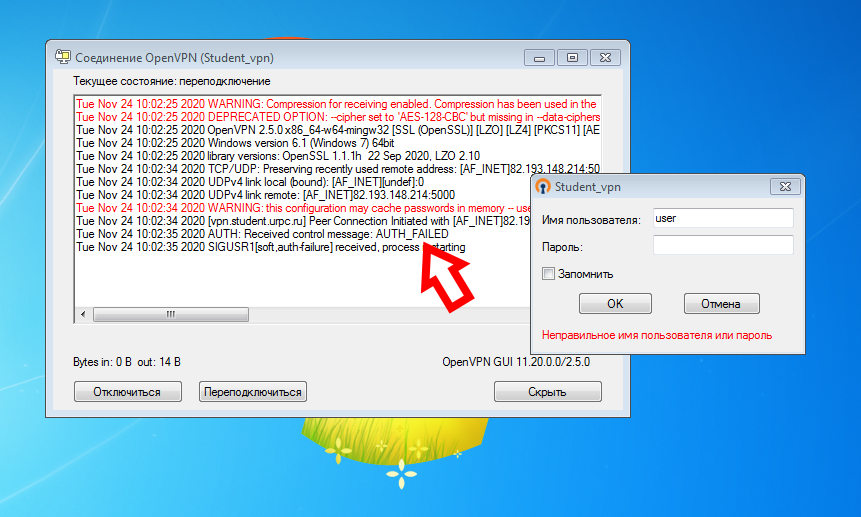 Соединение OpenVPN (Student_vpn)
Текущее состояние: переподключение
Tue Nov 24 10:02:25 2020 WARNING: Compression for receiving enabled. Compression has been used in the
Tue Nov 24 10:02:25 2020 DEPRECATED OPTION: --cipher set to 'AES-128-CBC' but missing in --data-ciphers
Tue Nov 24 10:02:25 2020 OpenVPN 2.5.0 x86_64-w64-mingw32 [SSL (OpenSSL)] [LZO] [LZ4] [PKCS11] [AE
Tue Nov 24 10:02:25 2020 Windows version 6.1 (Windows 7) 64bit
Tue Nov 24 10:02:25 2020 library versions: OpenSSL 1.1.1h 22 Sep 2020, LZO 2.10
Tue Nov 24 10:02:34 2020 TCP/UDP: Preserving recently used remote address: [AF_INET]82.193.148.214:50
Tue Nov 24 10:02:34 2020 UDPv4 link local (bound): [AF_INET][undef]:0
Tue Nov 24 10:02:34 2020 UDPv4 link remote: [AF_INET]82.193.148.214:5000
Tue Nov 24 10:02:34 2020 WARNING: this configuration may cache passwords in memory -- use
Tue Nov 24 10:02:34 2020 [vpn.student.upc.ru] Peer Connection Initiated with [AF_INET]82.193
Tue Nov 24 10:02:35 2020 AUTH: Received control message: AUTH_FAILED
Tue Nov 24 10:02:35 2020 SIGUSR1[soft,auth-failure] received, process starting
Bytes in: 0 B out: 14 B
OpenVPN GUI 11.20.0.0/2.5.0
Отключиться
Переподключиться
Скрыть
Student_vpn
Имя пользователя: user
Пароль:
Запомнить
OK
Отмена
Неправильное имя пользователя или пароль